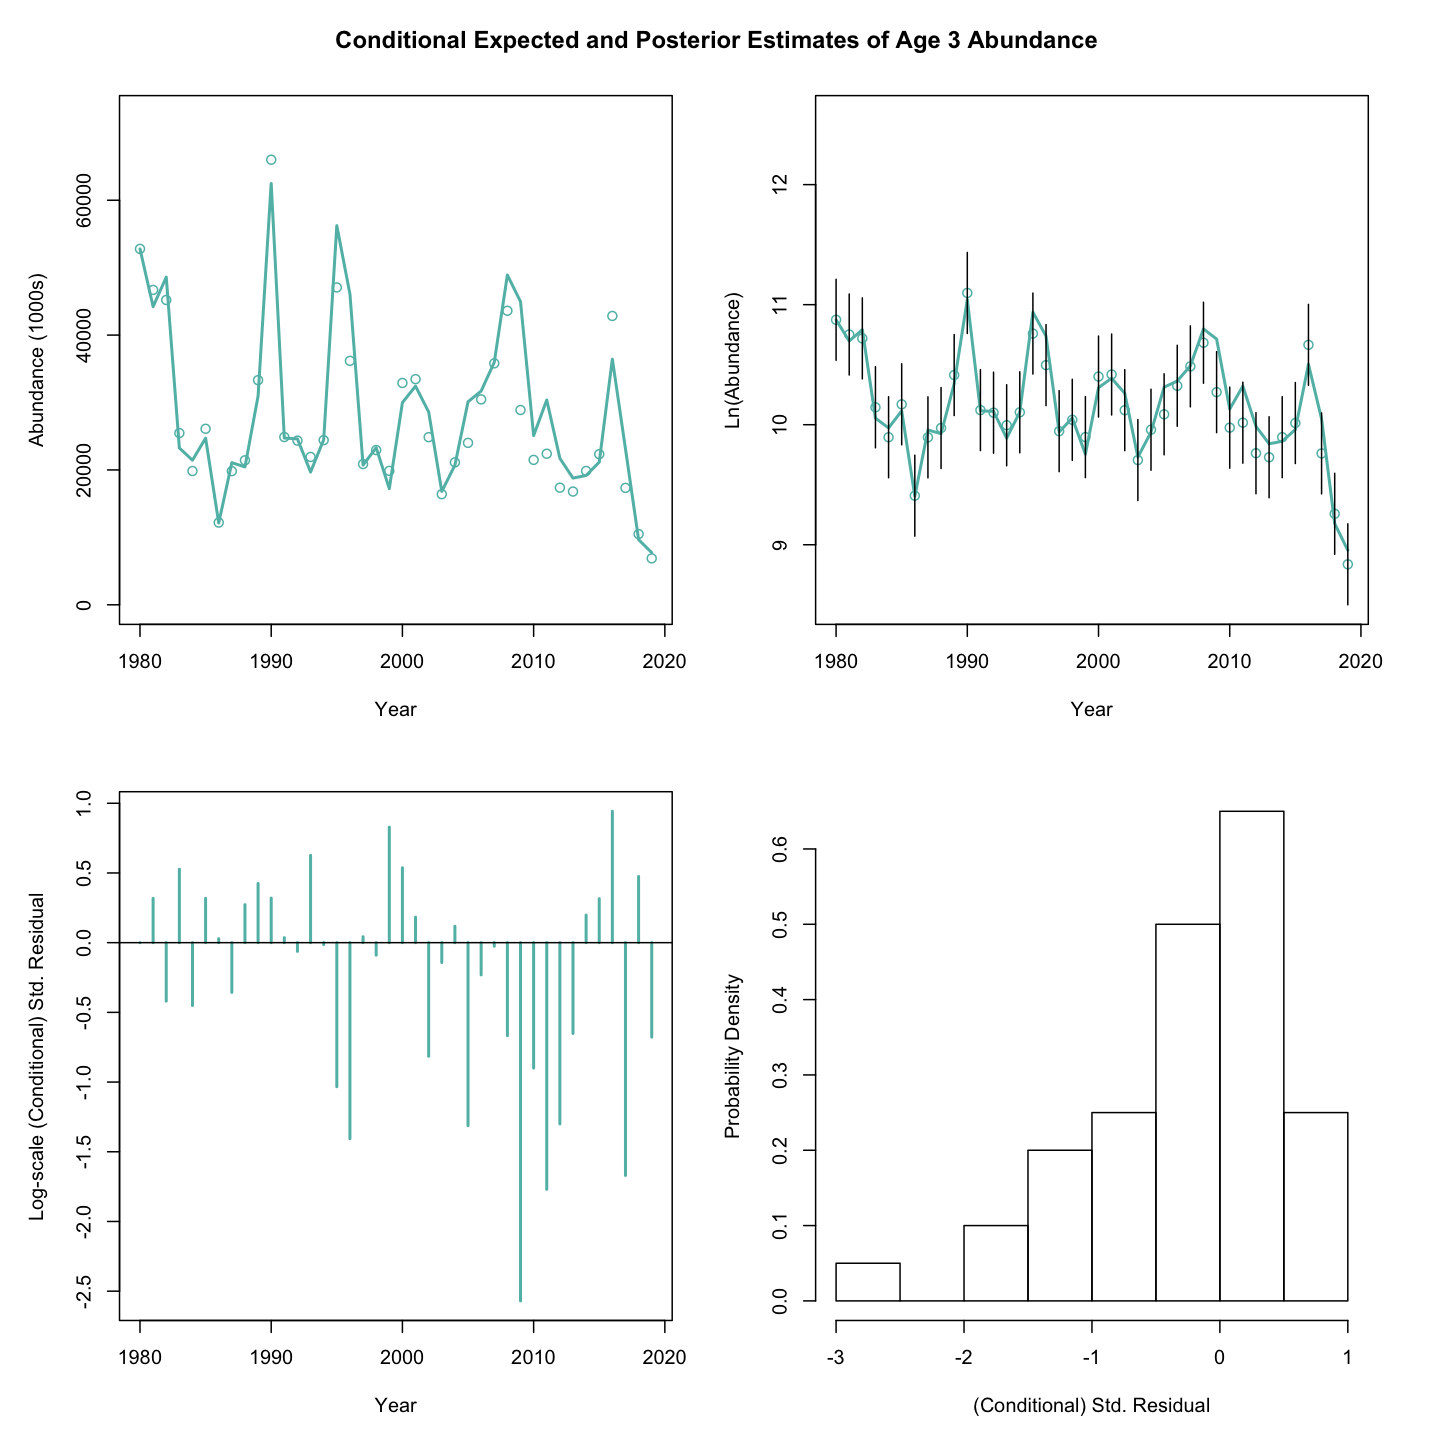 Conditional Expected and Posterior Estimates of Age 3 Abundance
Abundance (1000s)
60000
40000
20000
0
1980 1990 2000 2010 2020
Year
Ln(Abundance)
12
11
10
9
1980 1990 2000 2010 2020
Year
Log-scale (Conditional) Std. Residual
1.0
0.5
0.0
-0.5
-1.0
-1.5
-2.0
-2.5
1980 1990 2000 2010 2020
Year
Probability Density
0.6
0.5
0.4
0.3
0.2
0.1
0.0
-3 -2 -1 0 1
(Conditional) Std. Residual